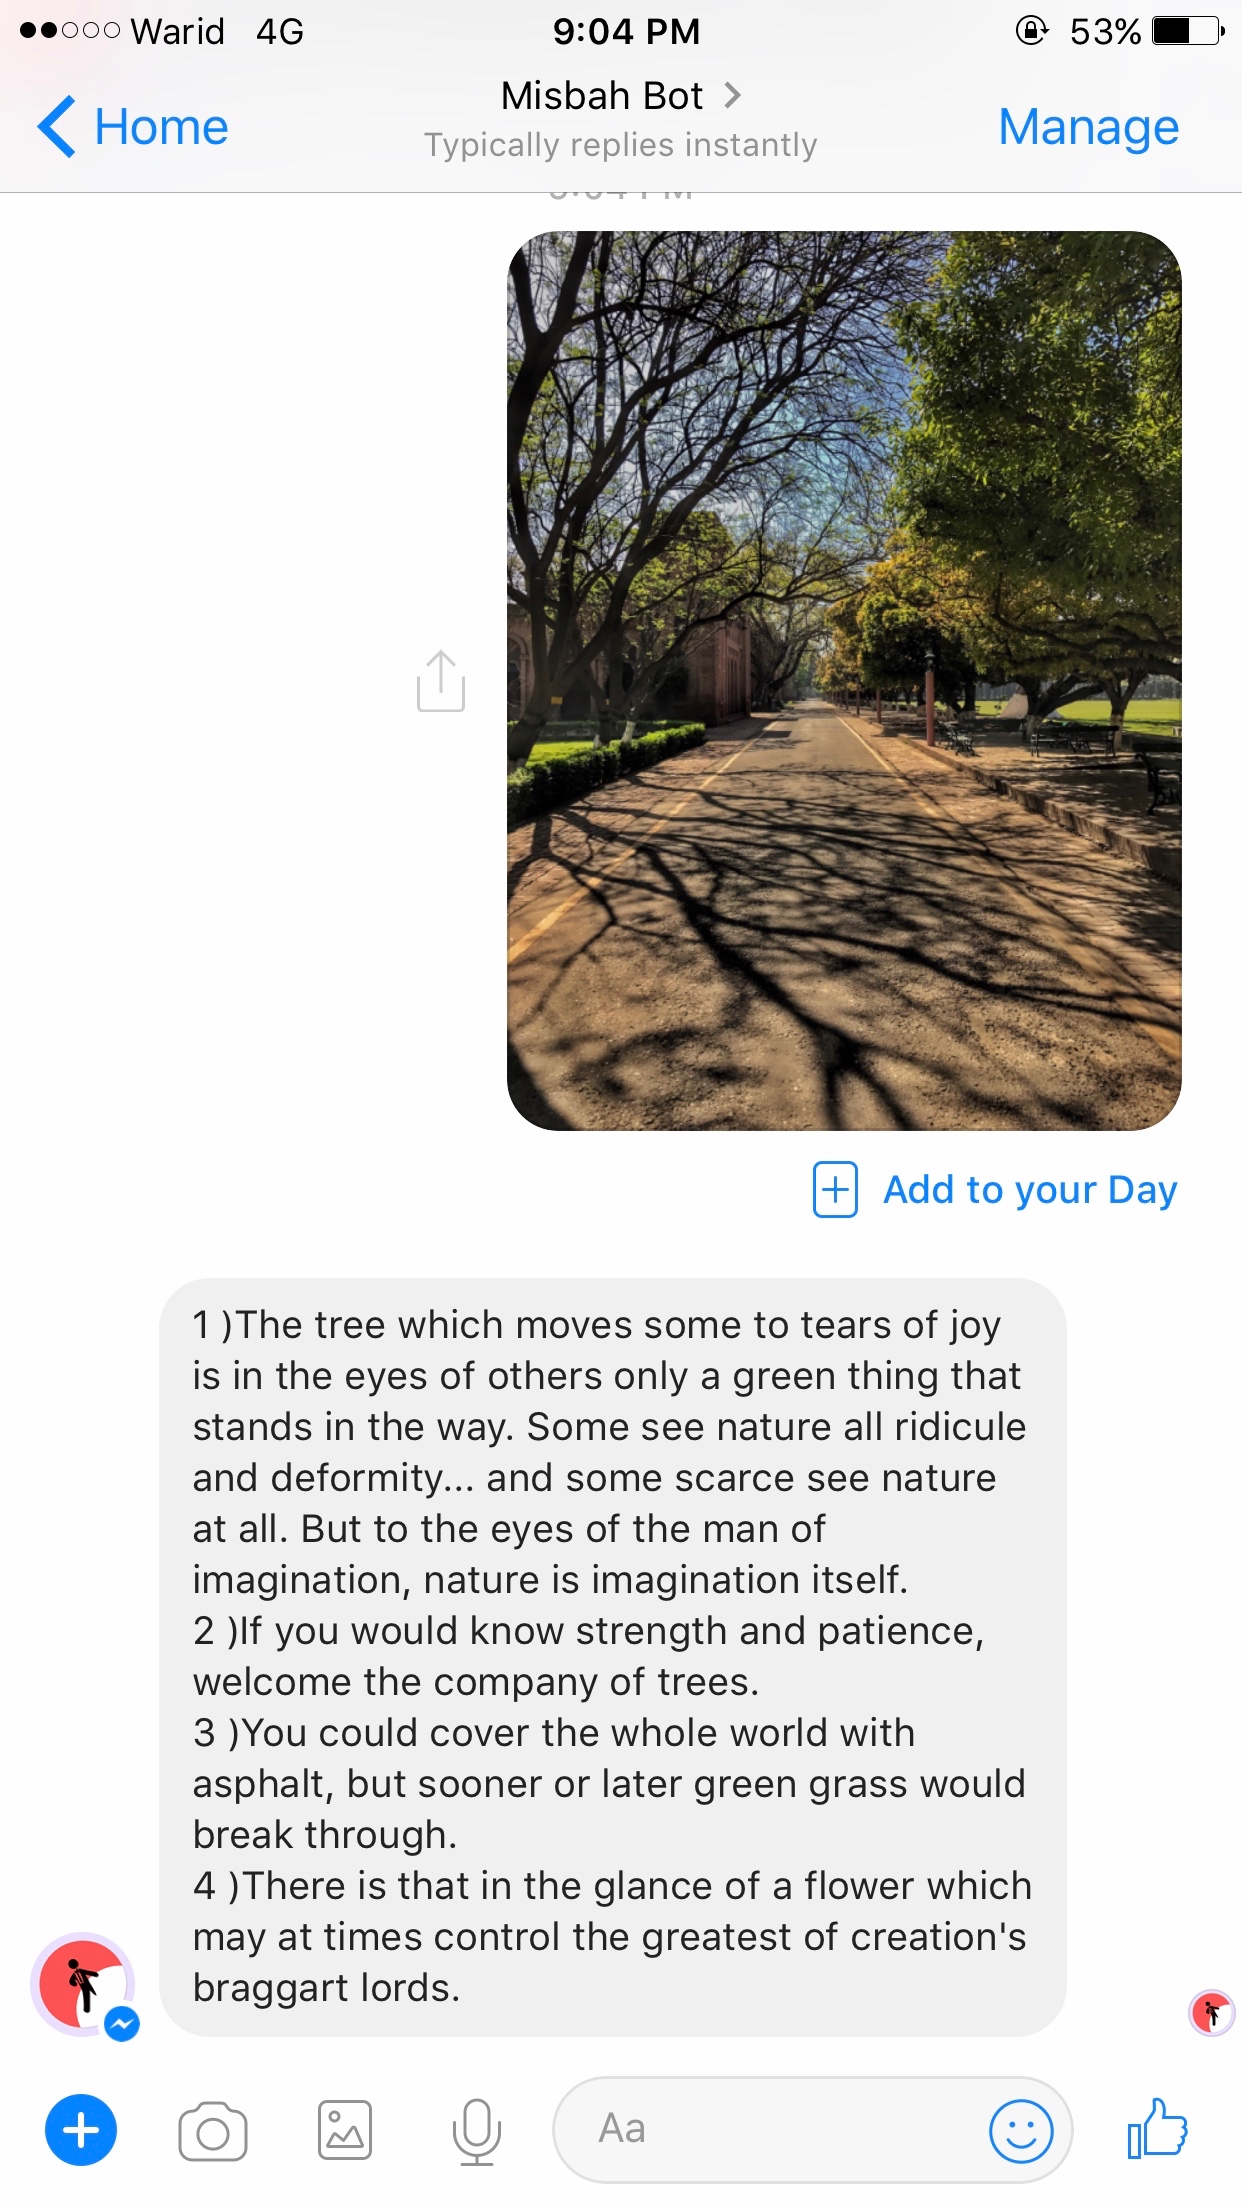 Warid 4G 9:04 PM 53%
Home Misbah Bot Manage
Typically replies instantly
9:04 PM
Add to your Day
1 )The tree which moves some to tears of joy
is in the eyes of others only a green thing that
stands in the way. Some see nature all ridicule
and deformity... and some scarce see nature
at all. But to the eyes of the man of
imagination, nature is imagination itself.
2 )If you would know strength and patience,
welcome the company of trees.
3 )You could cover the whole world with
asphalt, but sooner or later green grass would
break through.
4 )There is that in the glance of a flower which
may at times control the greatest of creation's
braggart lords.
Aa